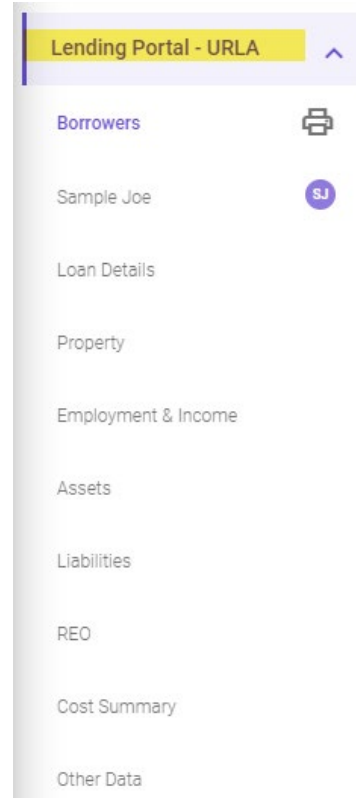 Lending Portal - URLA
Borrowers
Sample Joe SJ
Loan Details
Property
Employment & Income
Assets
Liabilities
REO
Cost Summary
Other Data